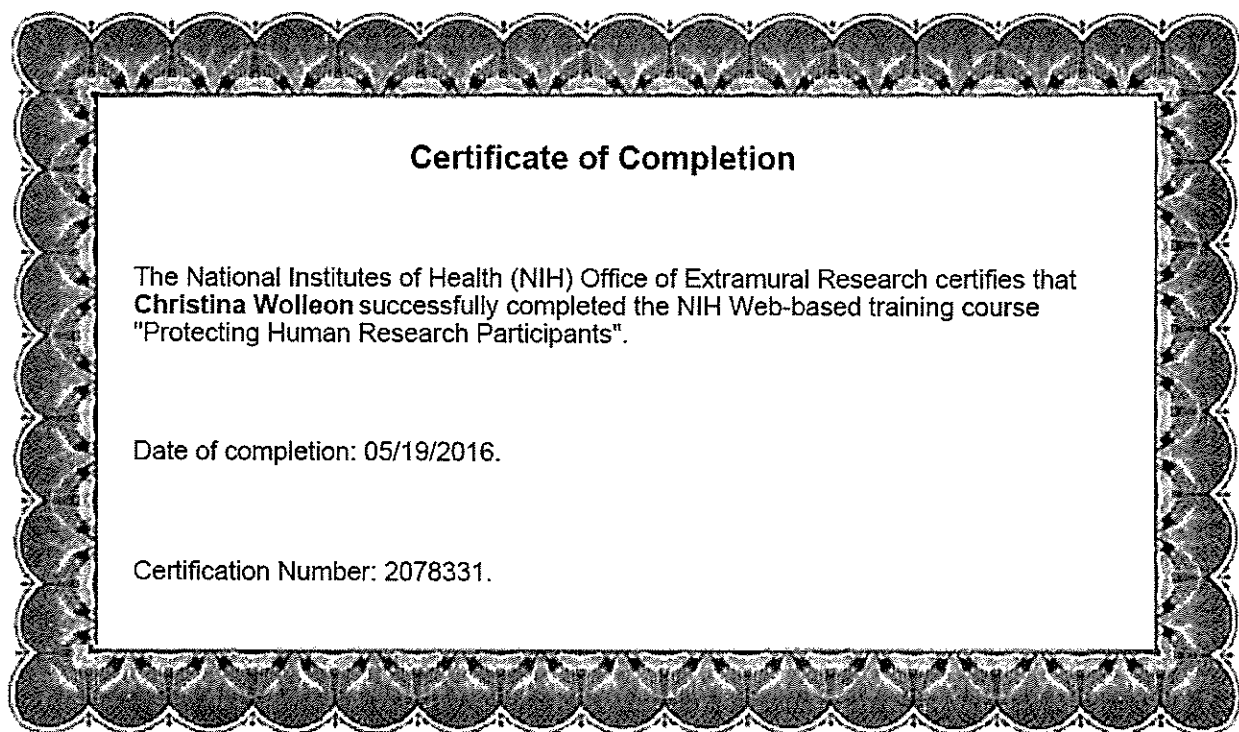 Certificate of Completion
The National Institutes of Health (NIH) Office of Extramural Research certifies that
Christina Wolleon successfully completed the NIH Web-based training course
"Protecting Human Research Participants".
Date of completion: 05/19/2016.
Certification Number: 2078331.